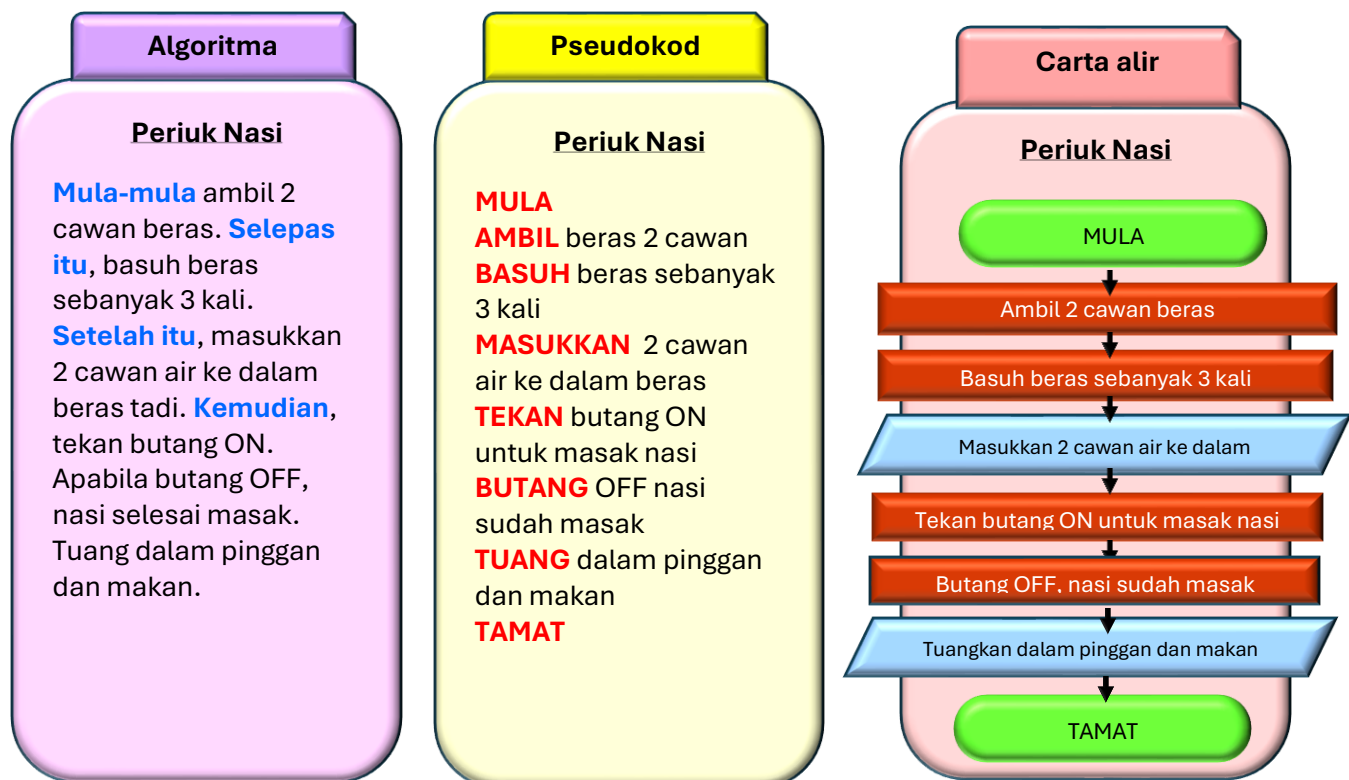 Algoritma
Periuk Nasi
Mula-mula ambil 2
cawan beras. Selepas
itu, basuh beras
sebanyak 3 kali.
Setelah itu, masukkan
2 cawan air ke dalam
beras tadi. Kemudian,
tekan butang ON.
Apabila butang OFF,
nasi selesai masak.
Tuang dalam pinggan
dan makan.
Pseudokod
Periuk Nasi
MULA
AMBIL beras 2 cawan
BASUH beras sebanyak
3 kali
MASUKKAN 2 cawan
air ke dalam beras
TEKAN butang ON
untuk masak nasi
BUTANG OFF nasi
sudah masak
TUANG dalam pinggan
dan makan
TAMAT
Carta alir
Periuk Nasi
MULA
Ambil 2 cawan beras
Basuh beras sebanyak 3 kali
Masukkan 2 cawan air ke dalam
Tekan butang ON untuk masak nasi
Butang OFF, nasi sudah masak
Tuangkan dalam pinggan dan makan
TAMAT